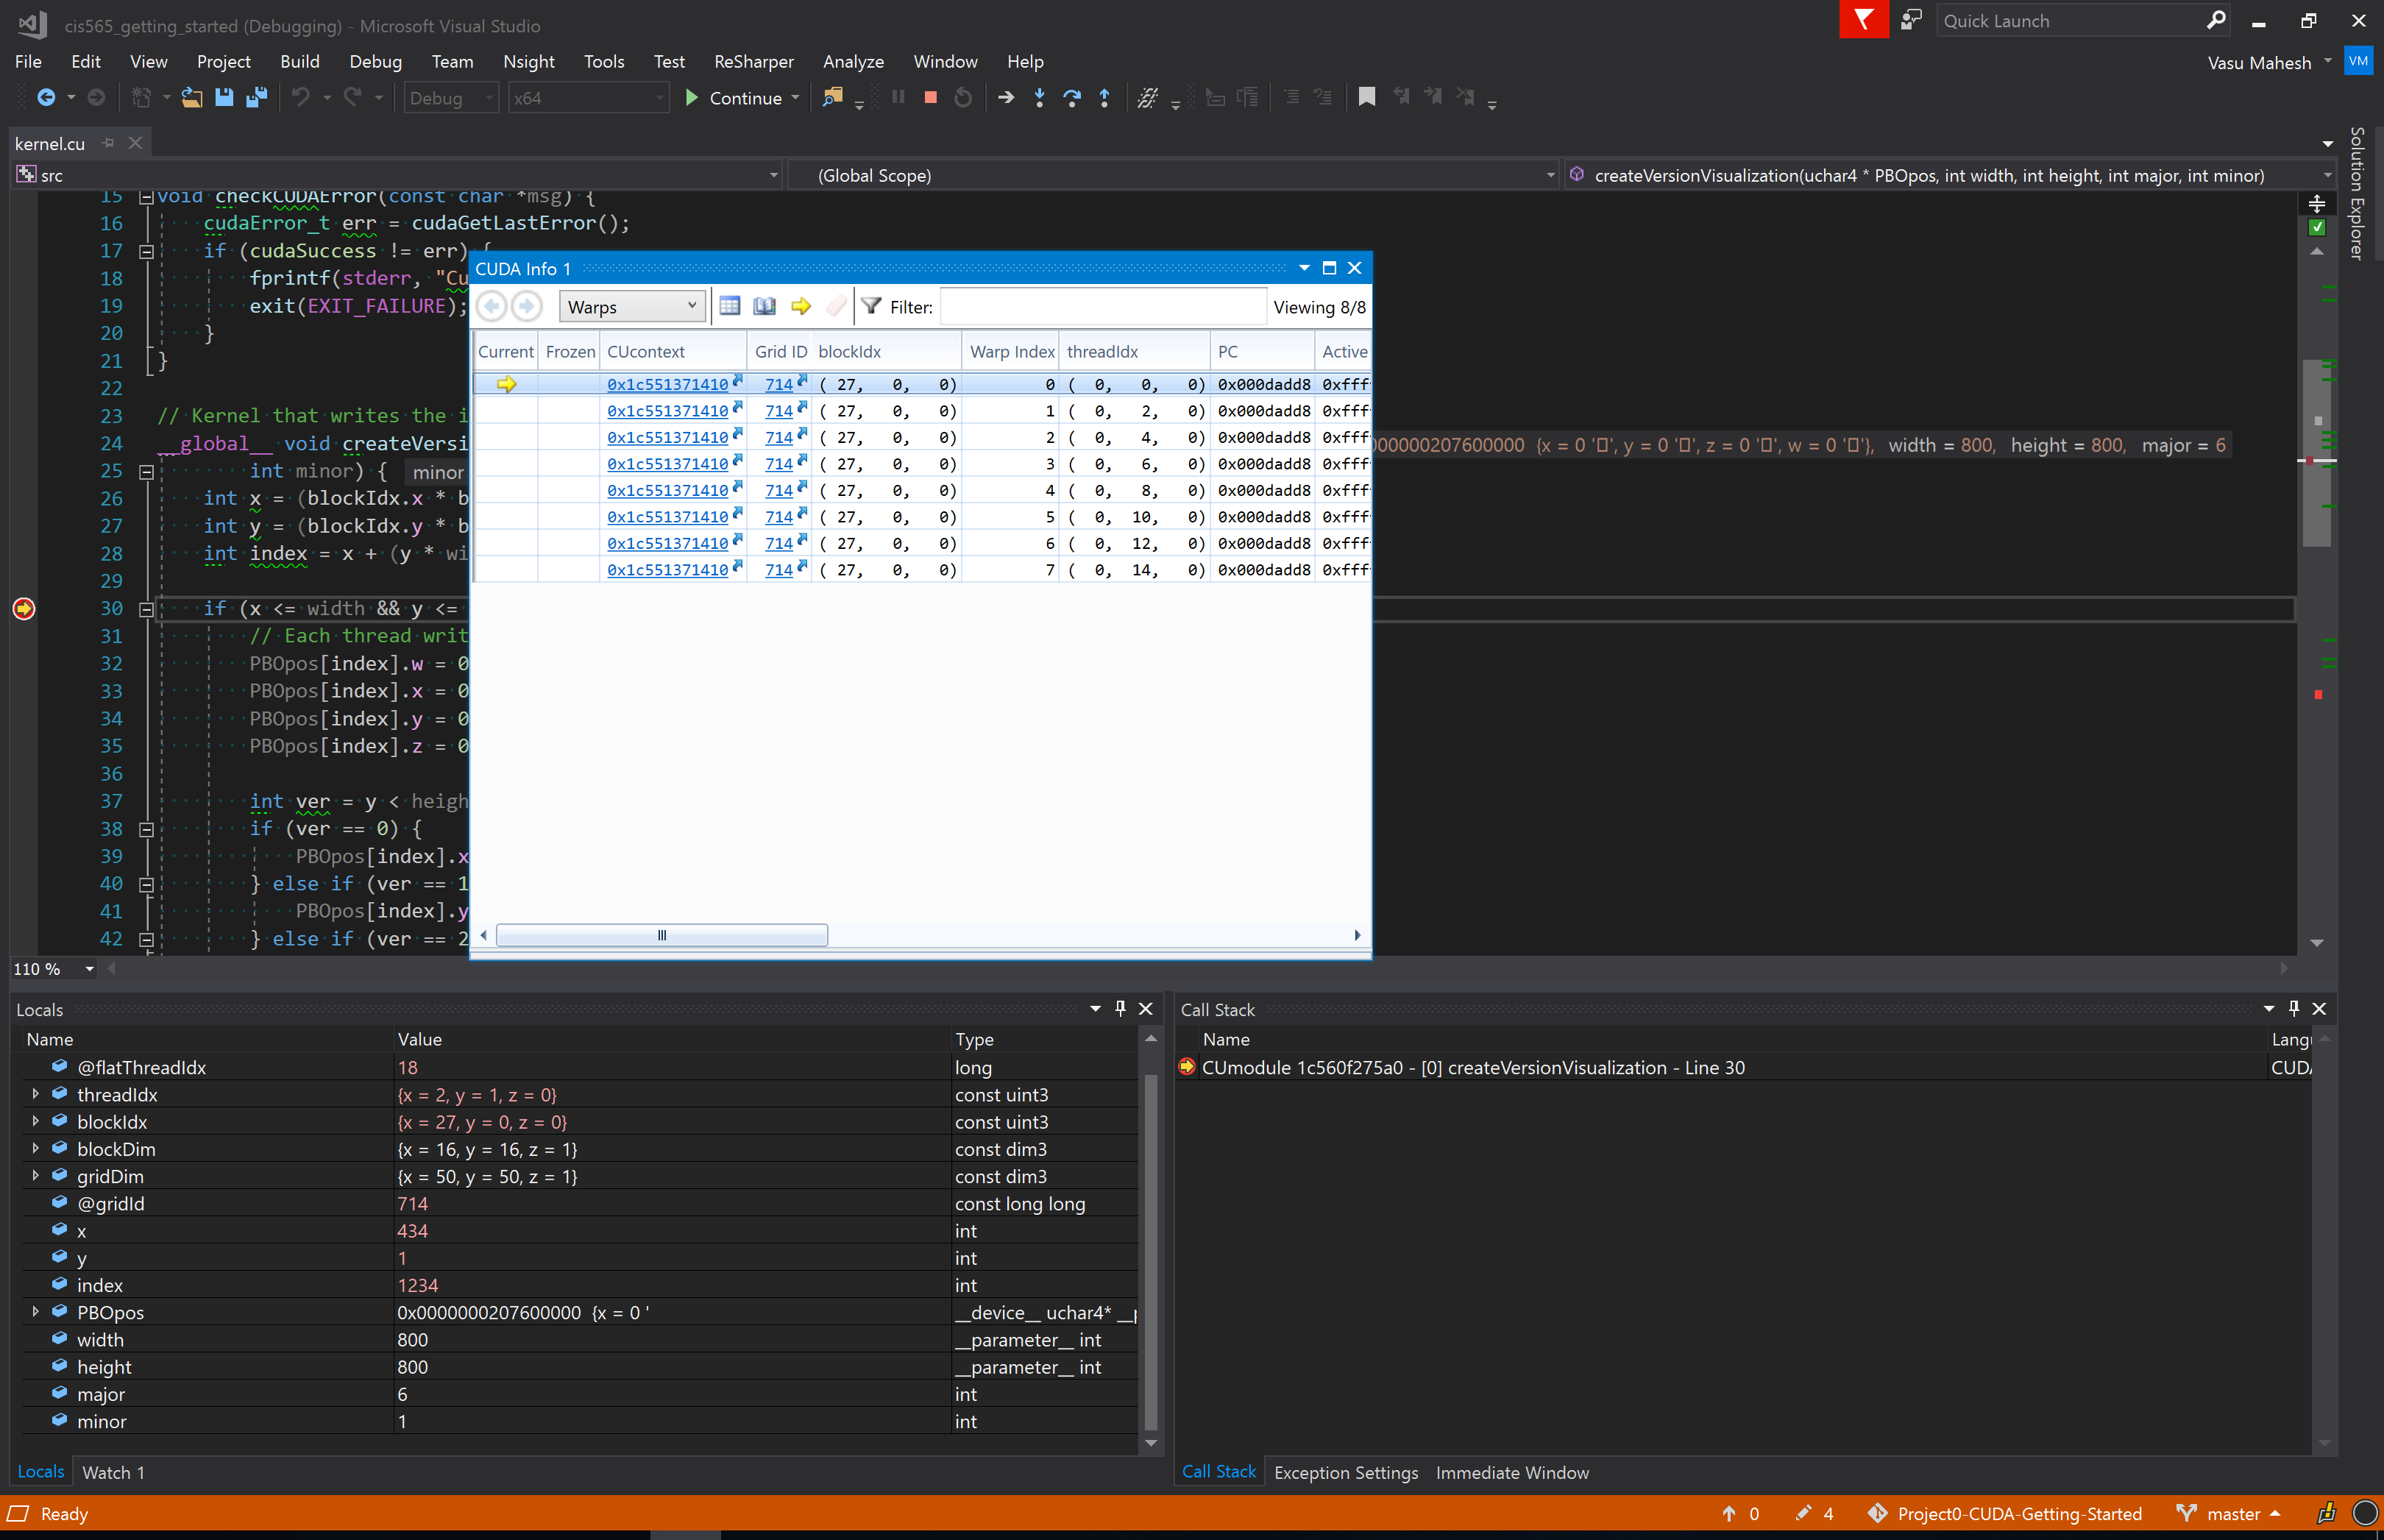 cis565_getting_started (Debugging) - Microsoft Visual Studio
Quick Launch
File Edit View Project Build Debug Team Nsight Tools Test ReSharper Analyze Window Help
Vasu Mahesh VM
Debug x64 Continue
kernel.cu
src (Global Scope) createVersionVisualization(uchar4 * PBOpos, int width, int height, int major, int minor)
Solution Explorer
15 void checkCUDAError(const char *msg) {
16 cudaError_t err = cudaGetLastError();
17 if (cudaSuccess != err) {
18 fprintf(stderr, "Cu
19 exit(EXIT_FAILURE);
20 }
21 }
22
23 // Kernel that writes the i
24 __global__ void createVersi 00000207600000 {x = 0 '', y = 0 '', z = 0 '', w = 0 ''}, width = 800, height = 800, major = 6
25 int minor) { minor
26 int x = (blockIdx.x * b
27 int y = (blockIdx.y * b
28 int index = x + (y * wi
29
30 if (x <= width && y <=
31 // Each thread writ
32 PBOpos[index].w = 0
33 PBOpos[index].x = 0
34 PBOpos[index].y = 0
35 PBOpos[index].z = 0
36
37 int ver = y < heigh
38 if (ver == 0) {
39 PBOpos[index].x
40 } else if (ver == 1
41 PBOpos[index].y
42 } else if (ver == 2
110 %
CUDA Info 1
Warps Filter: Viewing 8/8
Current Frozen CUcontext Grid ID blockIdx Warp Index threadIdx PC Active
0x1c551371410 714 ( 27, 0, 0) 0 ( 0, 0, 0) 0x000dadd8 0xfff
0x1c551371410 714 ( 27, 0, 0) 1 ( 0, 2, 0) 0x000dadd8 0xfff
0x1c551371410 714 ( 27, 0, 0) 2 ( 0, 4, 0) 0x000dadd8 0xfff
0x1c551371410 714 ( 27, 0, 0) 3 ( 0, 6, 0) 0x000dadd8 0xfff
0x1c551371410 714 ( 27, 0, 0) 4 ( 0, 8, 0) 0x000dadd8 0xfff
0x1c551371410 714 ( 27, 0, 0) 5 ( 0, 10, 0) 0x000dadd8 0xfff
0x1c551371410 714 ( 27, 0, 0) 6 ( 0, 12, 0) 0x000dadd8 0xfff
0x1c551371410 714 ( 27, 0, 0) 7 ( 0, 14, 0) 0x000dadd8 0xfff
Locals
Name Value Type
@flatThreadIdx 18 long
threadIdx {x = 2, y = 1, z = 0} const uint3
blockIdx {x = 27, y = 0, z = 0} const uint3
blockDim {x = 16, y = 16, z = 1} const dim3
gridDim {x = 50, y = 50, z = 1} const dim3
@gridId 714 const long long
x 434 int
y 1 int
index 1234 int
PBOpos 0x0000000207600000 {x = 0 ' __device__ uchar4* __p
width 800 __parameter__ int
height 800 __parameter__ int
major 6 int
minor 1 int
Locals Watch 1
Call Stack
Name Langu
CUmodule 1c560f275a0 - [0] createVersionVisualization - Line 30 CUDA
Call Stack Exception Settings Immediate Window
Ready 0 4 Project0-CUDA-Getting-Started master